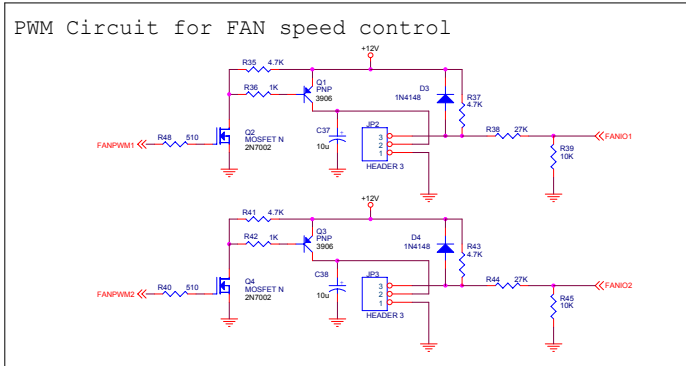 PWM Circuit for FAN speed control
+12V
R35 4.7K
R36 1K
Q1
PNP
3906
D3
1N4148
R37
4.7K
Q2
MOSFET N
2N7002
C37
10u
JP2
3
2
1
HEADER 3
R38 27K
FANIO1
R39
10K
FANPWM1
R48 510
+12V
R41 4.7K
R42 1K
Q3
PNP
3906
D4
1N4148
R43
4.7K
Q4
MOSFET N
2N7002
C38
10u
JP3
3
2
1
HEADER 3
R44 27K
FANIO2
R45
10K
FANPWM2
R40 510